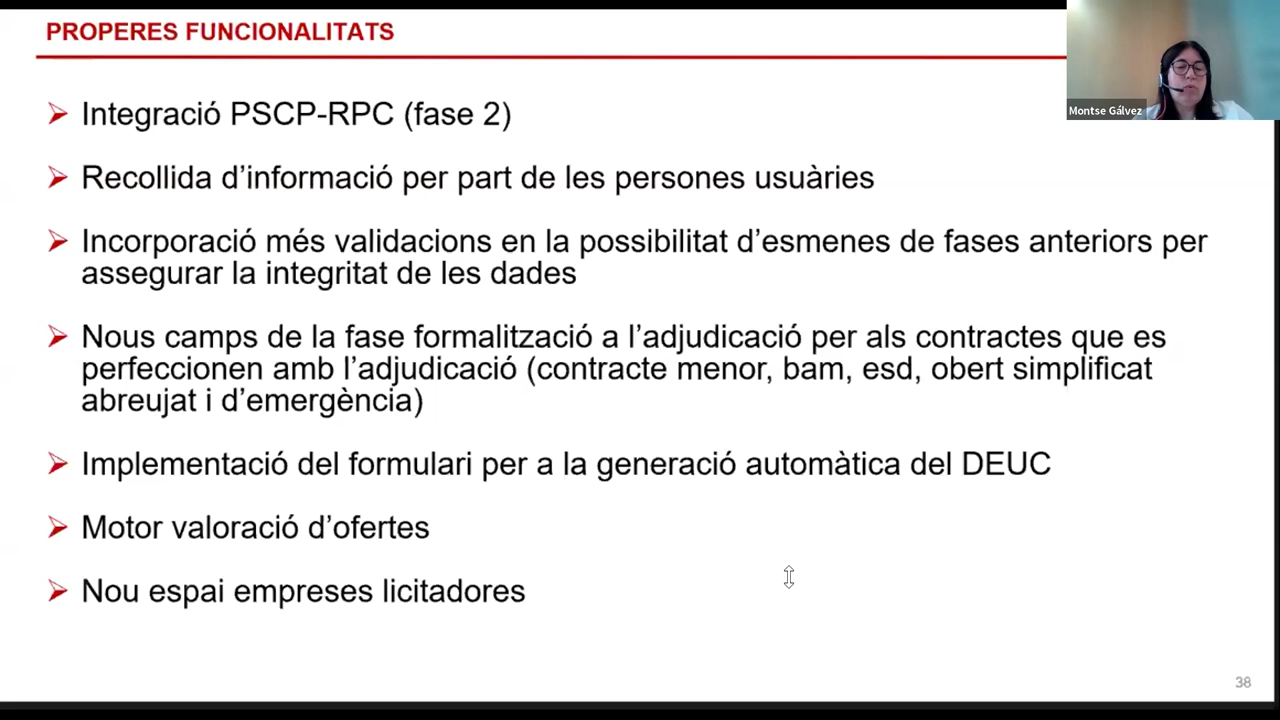 PROPERES FUNCIONALITATS
Montse Gálvez
Integració PSCP-RPC (fase 2)
Recollida d’informació per part de les persones usuàries
Incorporació més validacions en la possibilitat d’esmenes de fases anteriors per
assegurar la integritat de les dades
Nous camps de la fase formalització a l’adjudicació per als contractes que es
perfeccionen amb l’adjudicació (contracte menor, bam, esd, obert simplificat
abreujat i d’emergència)
Implementació del formulari per a la generació automàtica del DEUC
Motor valoració d’ofertes
Nou espai empreses licitadores
38